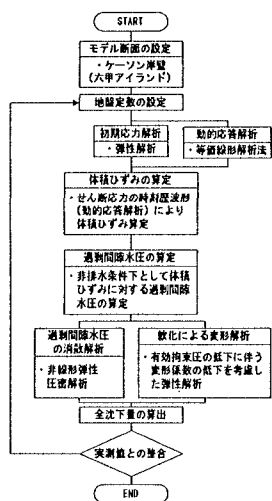 START
モデル断面の設定
・ケーソン岸壁
(六甲アイランド)
地盤定数の設定
初期応力解析
・弾性解析
動的応答解析
・等価線形解析法
体積ひずみの算定
・せん断応力の時刻歴波形
(動的応答解析)により
体積ひずみ算定
過剰間隙水圧の算定
・非排水条件下として体積
ひずみに対する過剰間隙
水圧の算定
過剰間隙水圧
の消散解析
・非線形弾性
圧密解析
軟化による変形解析
・有効拘束圧の低下に伴う
変形係数の低下を考慮し
た弾性解析
全沈下量の算出
実測値との整合
END